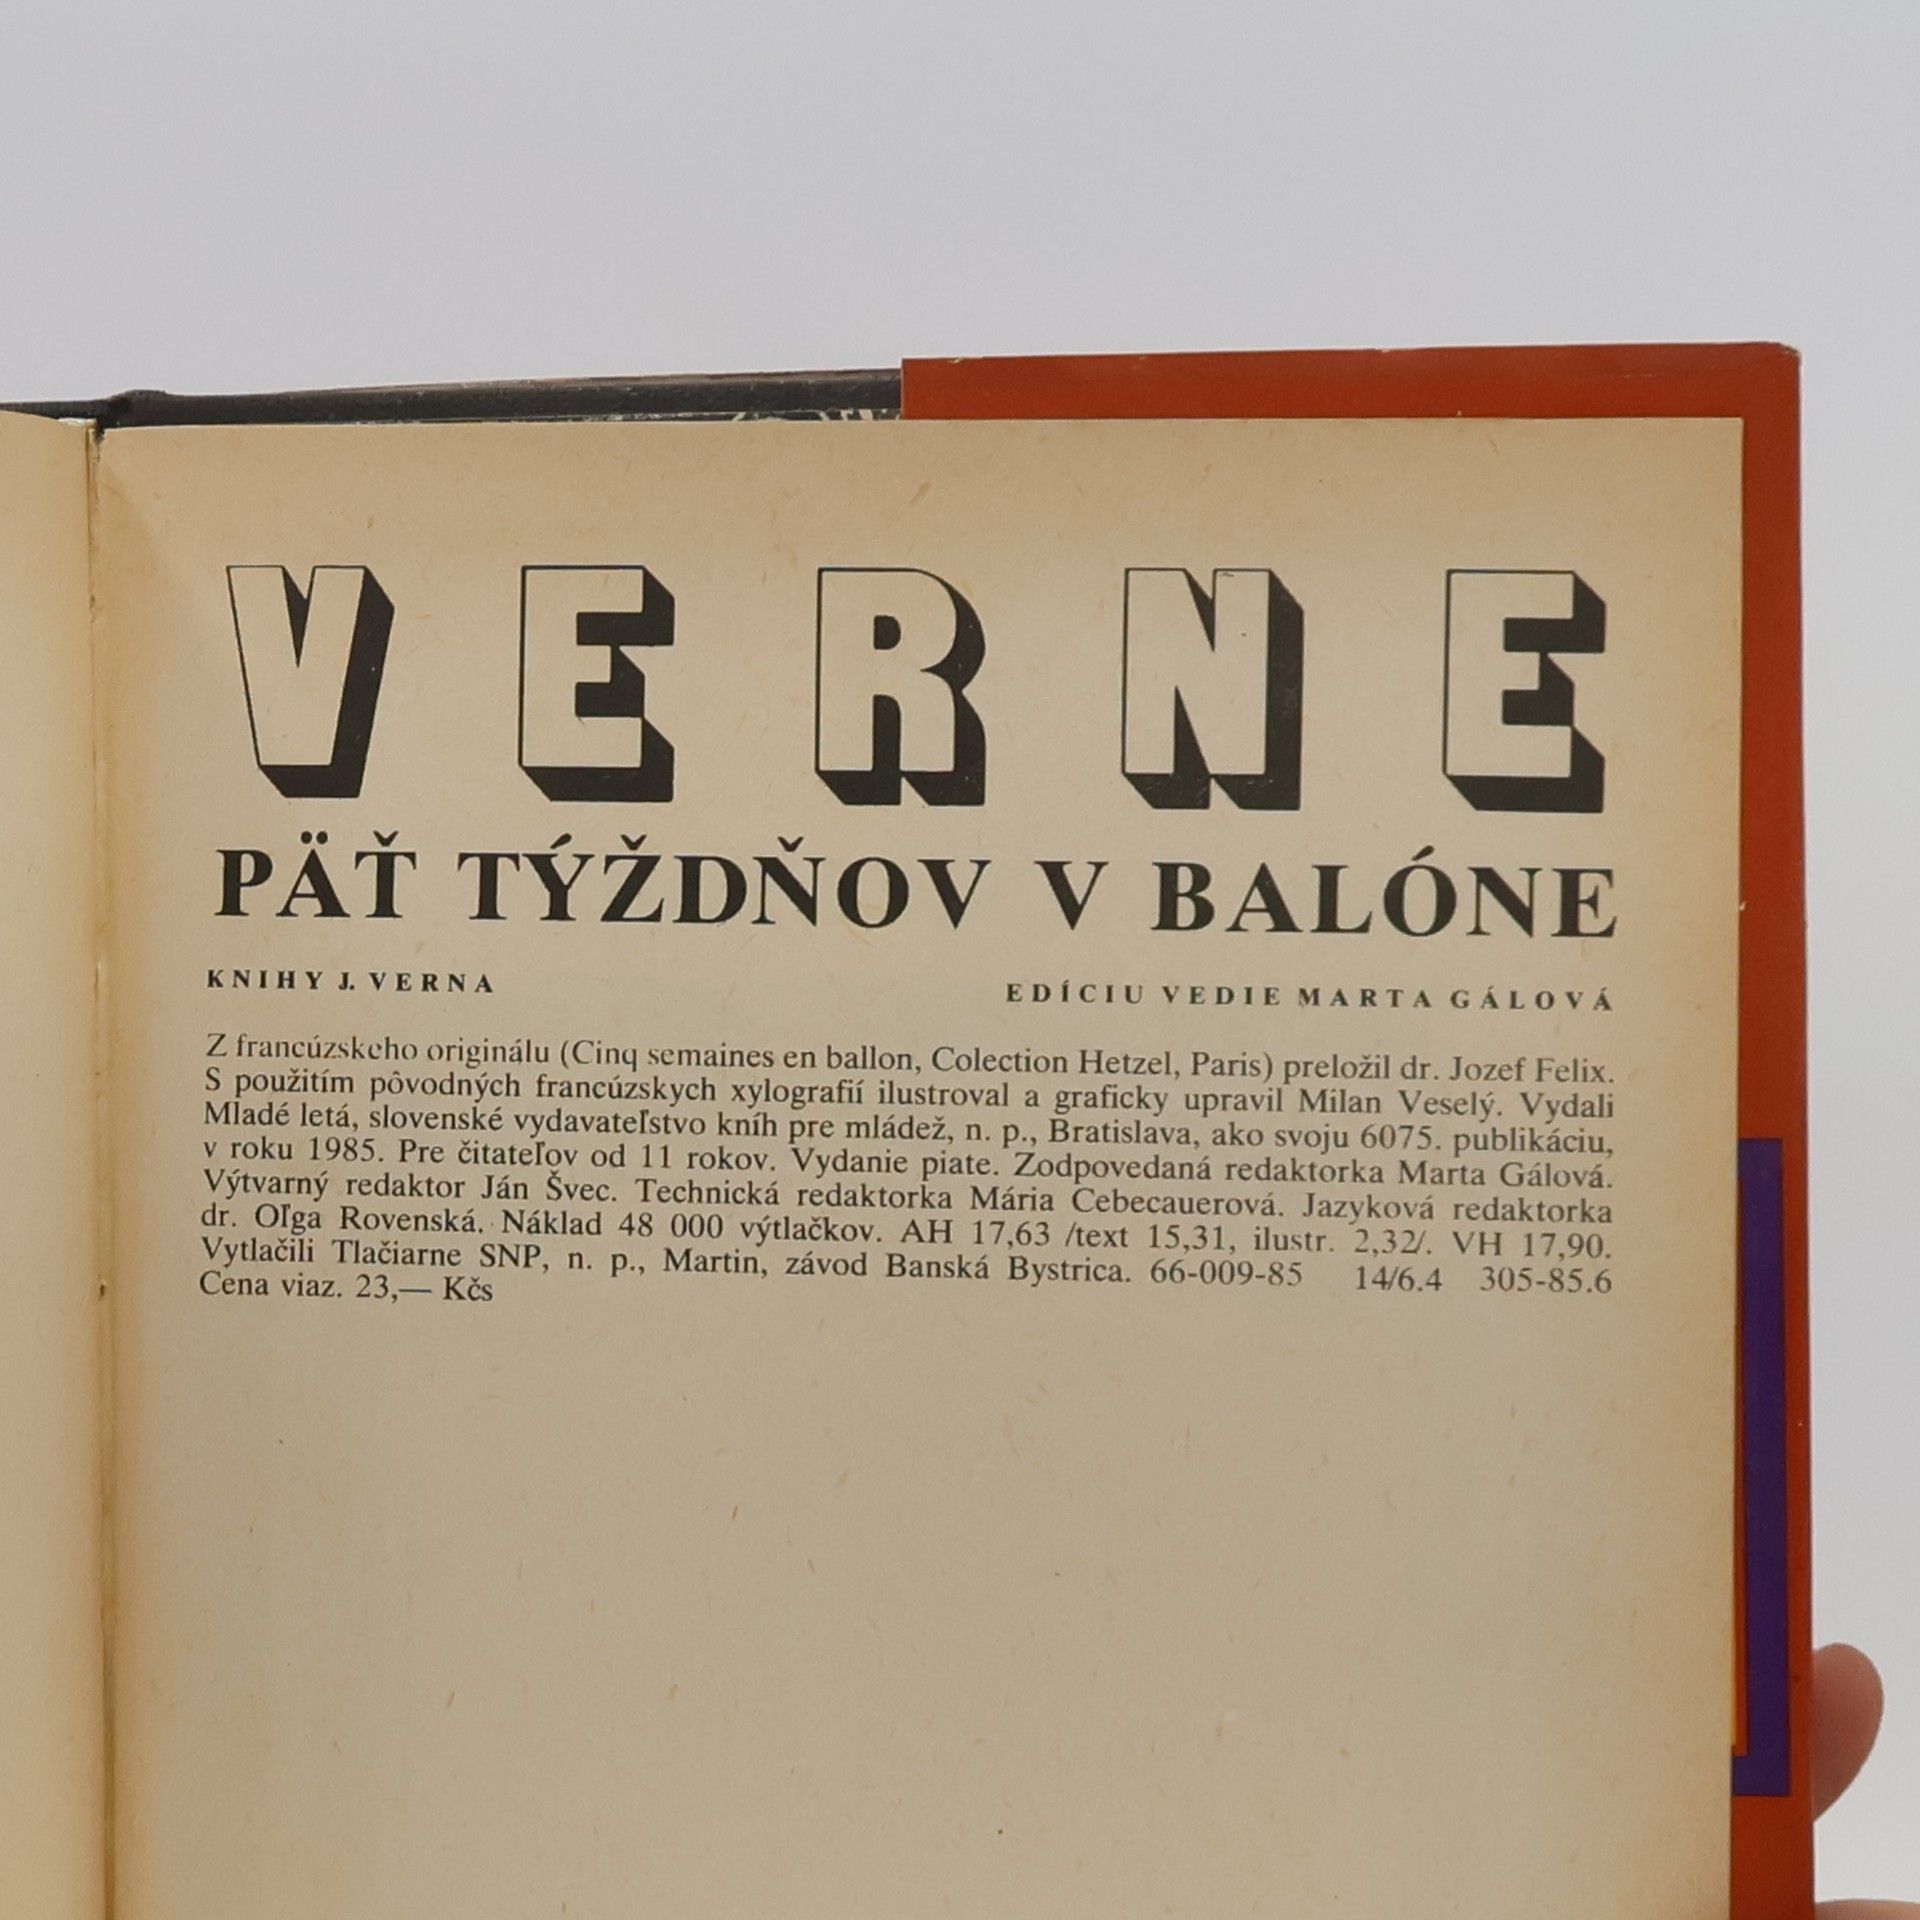 VERNE
PÄŤ TÝŽDŇOV V BALÓNE
KNIHY J. VERNA EDÍCIU VEDIE MARTA GÁLOVÁ
Z francúzskeho originálu (Cinq semaines en ballon, Colection Hetzel, Paris) preložil dr. Jozef Felix.
S použitím pôvodných francúzskych xylografií ilustroval a graficky upravil Milan Veselý. Vydali
Mladé letá, slovenské vydavateľstvo kníh pre mládež, n. p., Bratislava, ako svoju 6075. publikáciu,
v roku 1985. Pre čitateľov od 11 rokov. Vydanie piate. Zodpovedaná redaktorka Marta Gálová.
Výtvarný redaktor Ján Švec. Technická redaktorka Mária Cebecauerová. Jazyková redaktorka
dr. Oľga Rovenská. Náklad 48 000 výtlačkov. AH 17,63 /text 15,31, ilustr. 2,32/. VH 17,90.
Vytlačili Tlačiarne SNP, n. p., Martin, závod Banská Bystrica. 66-009-85 14/6.4 305-85.6
Cena viaz. 23,— Kčs